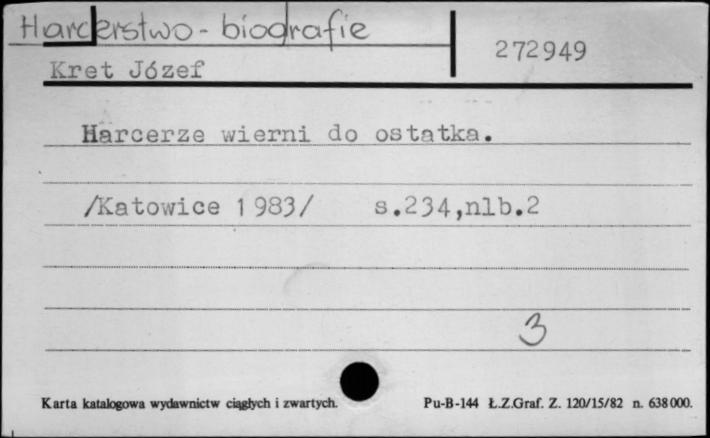 Harcerstwo - biografie
272949
Kret Józef
Harcerze wierni do ostatka.
/Katowice 1983/ s.234,nlb.2
3
Karta katalogowa wydawnictw ciągłych i zwartych. Pu-B-144 Ł.Z.Graf. Z. 120/15/82 n. 638000.